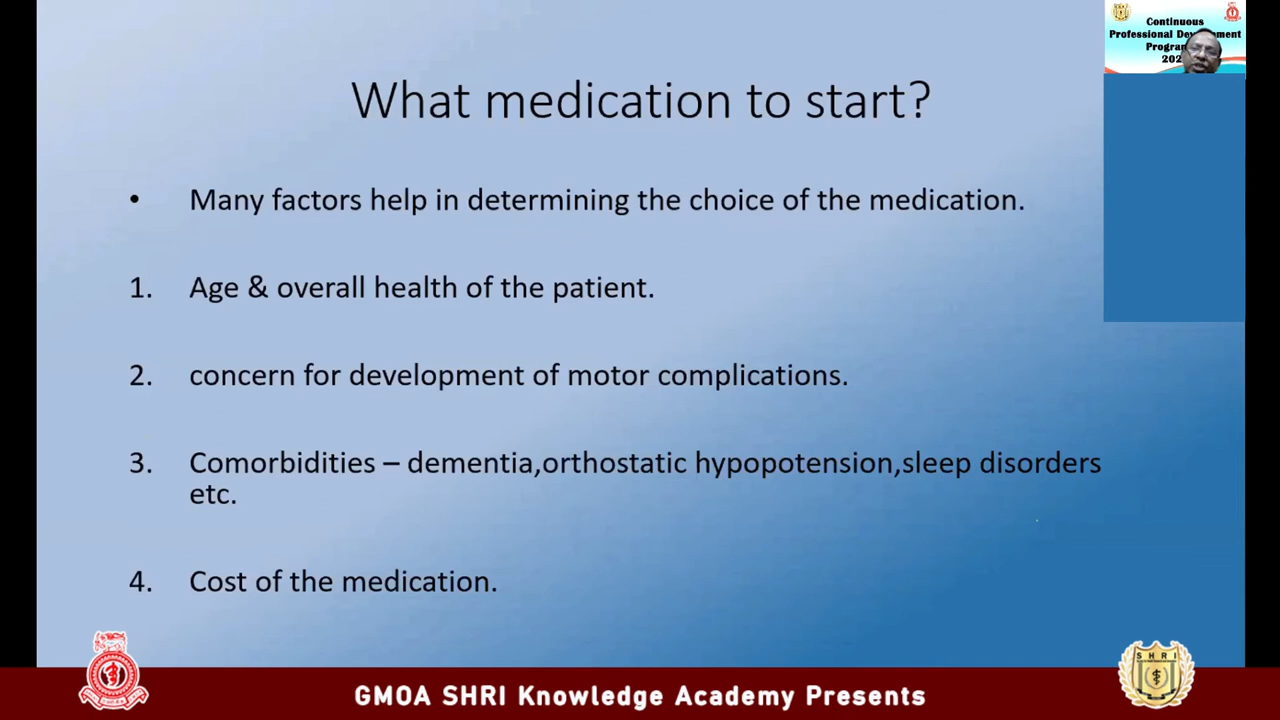 Continuous
Professional Development
Program
202
What medication to start?
• Many factors help in determining the choice of the medication.
1. Age & overall health of the patient.
2. concern for development of motor complications.
3. Comorbidities – dementia,orthostatic hypopotension,sleep disorders
etc.
4. Cost of the medication.
SHRI
GMOA SHRI Knowledge Academy Presents